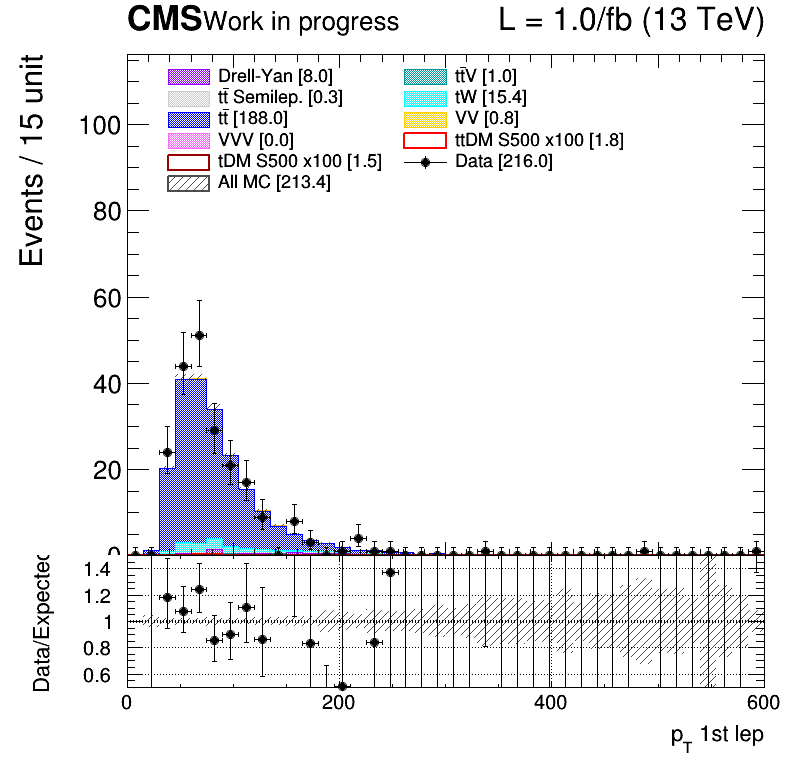 CMS Work in progress L = 1.0/fb (13 TeV)
Drell-Yan [8.0] tt̄V [1.0]
tt̄ Semilep. [0.3] tW [15.4]
tt̄ [188.0] VV [0.8]
VVV [0.0] ttDM S500 x100 [1.8]
tDM S500 x100 [1.5] Data [216.0]
All MC [213.4]
Events / 15 unit
100
80
60
40
20
0
Data/Expected
1.4
1.2
1
0.8
0.6
0 200 400 600
p_T 1st lep